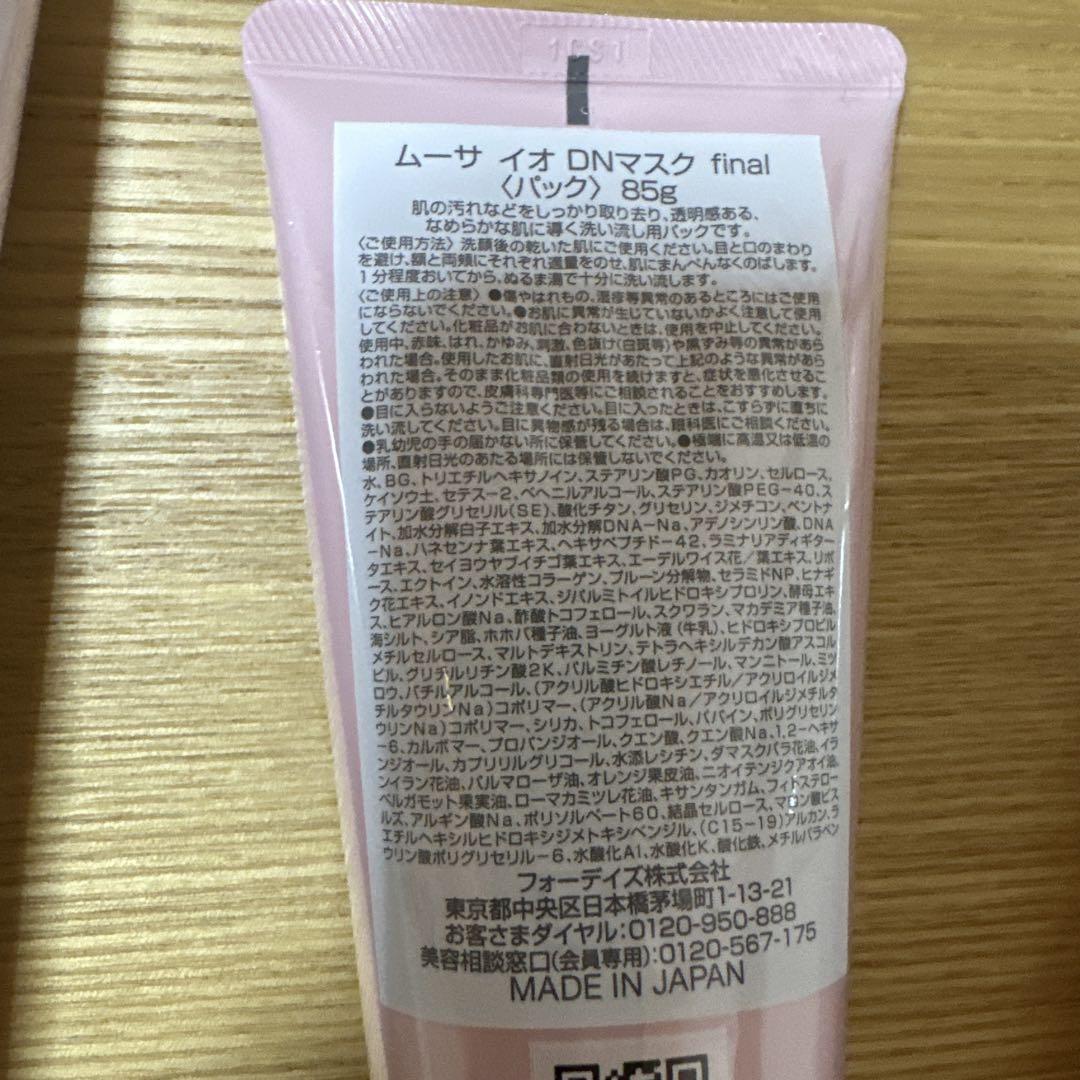 1CS1
ムーサ イオ DNマスク final
〈パック〉 85g
肌の汚れなどをしっかり取り去り、透明感ある、
なめらかな肌に導く洗い流し用パックです。
〈ご使用方法〉洗顔後の乾いた肌にご使用ください。目と口のまわり
を避け、額と両頬にそれぞれ適量をのせ、肌にまんべんなくのばします。
1分程度おいてから、ぬるま湯で十分に洗い流します。
〈ご使用上の注意〉●傷やはれもの、湿疹等異常のあるところにはご使用
にならないでください。●お肌に異常が生じていないかよく注意して使用
してください。化粧品がお肌に合わないときは、使用を中止してください。
使用中、赤味、はれ、かゆみ、刺激、色抜け(白斑等)や黒ずみ等の異常があら
われた場合。使用したお肌に、直射日光があたって上記のような異常があら
われた場合。そのまま化粧品類の使用を続けますと、症状を悪化させるこ
とがありますので、皮膚科専門医等にご相談されることをおすすめします。
●目に入らないようご注意ください。目に入ったときは、こすらずに直ちに
洗い流してください。目に異物感が残る場合は、眼科医にご相談ください。
●乳幼児の手の届かない所に保管してください。●極端に高温又は低温の
場所、直射日光のあたる場所には保管しないでください。
水、BG、トリエチルヘキサノイン、ステアリン酸PG、カオリン、セルロース、
ケイソウ土、セテス-2、ベヘニルアルコール、ステアリン酸PEG-40、ス
テアリン酸グリセリル(SE)、酸化チタン、グリセリン、ジメチコン、ベントナ
イト、加水分解白子エキス、加水分解DNA-Na、アデノシンリン酸、DNA
-Na、ハネセンナ葉エキス、ヘキサペプチド-42、ラミナリアディギター
タエキス、セイヨウヤブイチゴ葉エキス、エーデルワイス花/葉エキス、リボ
ース、エクトイン、水溶性コラーゲン、プルーン分解物、セラミドNP、ヒナギ
ク花エキス、イノンドエキス、ジパルミトイルヒドロキシプロリン、酵母エキ
ス、ヒアルロン酸Na、酢酸トコフェロール、スクワラン、マカデミア種子油、
海シルト、シア脂、ホホバ種子油、ヨーグルト液(牛乳)、ヒドロキシプロピル
メチルセルロース、マルトデキストリン、テトラヘキシルデカン酸アスコル
ビル、グリチルリチン酸2K、パルミチン酸レチノール、マンニトール、ミツ
ロウ、バチルアルコール、(アクリル酸ヒドロキシエチル/アクリロイルジメ
チルタウリンNa)コポリマー、(アクリル酸Na/アクリロイルジメチルタ
ウリンNa)コポリマー、シリカ、トコフェロール、パパイン、ポリグリセリン
-6、カルボマー、プロパンジオール、クエン酸、クエン酸Na、1,2-ヘキサ
ンジオール、カプリリルグリコール、水添レシチン、ダマスクバラ花油、イラ
ンイラン花油、パルマローザ油、オレンジ果皮油、ニオイテンジクアオイ油、
ベルガモット果実油、ローマカミツレ花油、キサンタンガム、フィトステロー
ルズ、アルギン酸Na、ポリソルベート60、結晶セルロース、マロン酸ビス
エチルヘキシルヒドロキシジメトキシベンジル、(C15-19)アルカン、ラ
ウリン酸ポリグリセリル-6、水酸化Al、水酸化K、酸化鉄、メチルパラベン
フォーデイズ株式会社
東京都中央区日本橋茅場町1-13-21
お客さまダイヤル:0120-950-888
美容相談窓口(会員専用):0120-567-175
MADE IN JAPAN